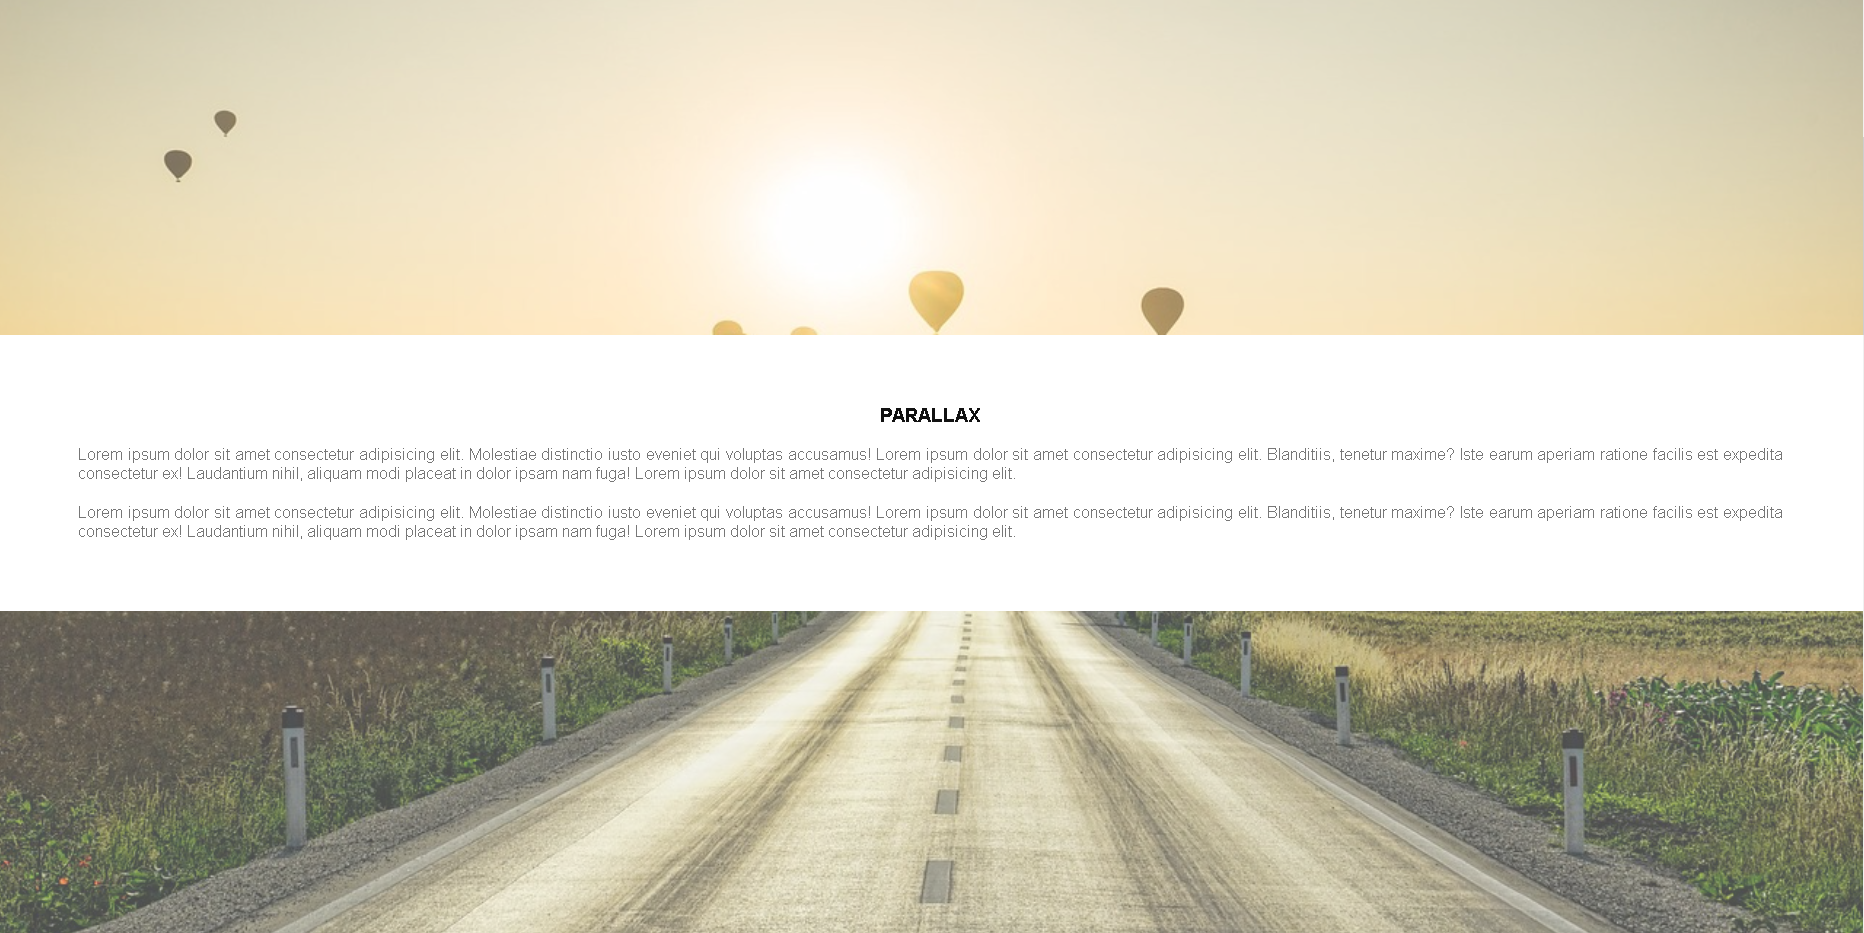 PARALLAX
Lorem ipsum dolor sit amet consectetur adipisicing elit. Molestiae distinctio iusto eveniet qui voluptas accusamus! Lorem ipsum dolor sit amet consectetur adipisicing elit. Blanditiis, tenetur maxime? Iste earum aperiam ratione facilis est expedita
consectetur ex! Laudantium nihil, aliquam modi placeat in dolor ipsam nam fuga! Lorem ipsum dolor sit amet consectetur adipisicing elit.
Lorem ipsum dolor sit amet consectetur adipisicing elit. Molestiae distinctio iusto eveniet qui voluptas accusamus! Lorem ipsum dolor sit amet consectetur adipisicing elit. Blanditiis, tenetur maxime? Iste earum aperiam ratione facilis est expedita
consectetur ex! Laudantium nihil, aliquam modi placeat in dolor ipsam nam fuga! Lorem ipsum dolor sit amet consectetur adipisicing elit.